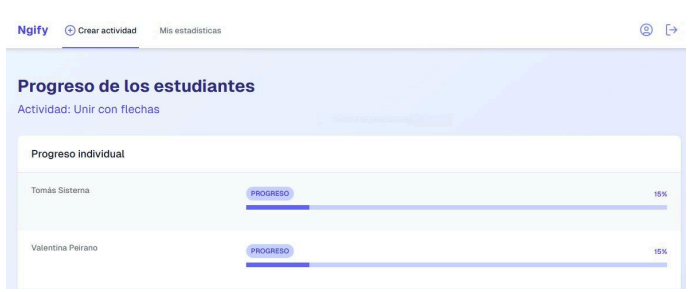 Ngify Crear actividad Mis estadísticas
Progreso de los estudiantes
Actividad: Unir con flechas
Progreso individual
Tomás Sisterna PROGRESO 15%
Valentina Peirano PROGRESO 15%